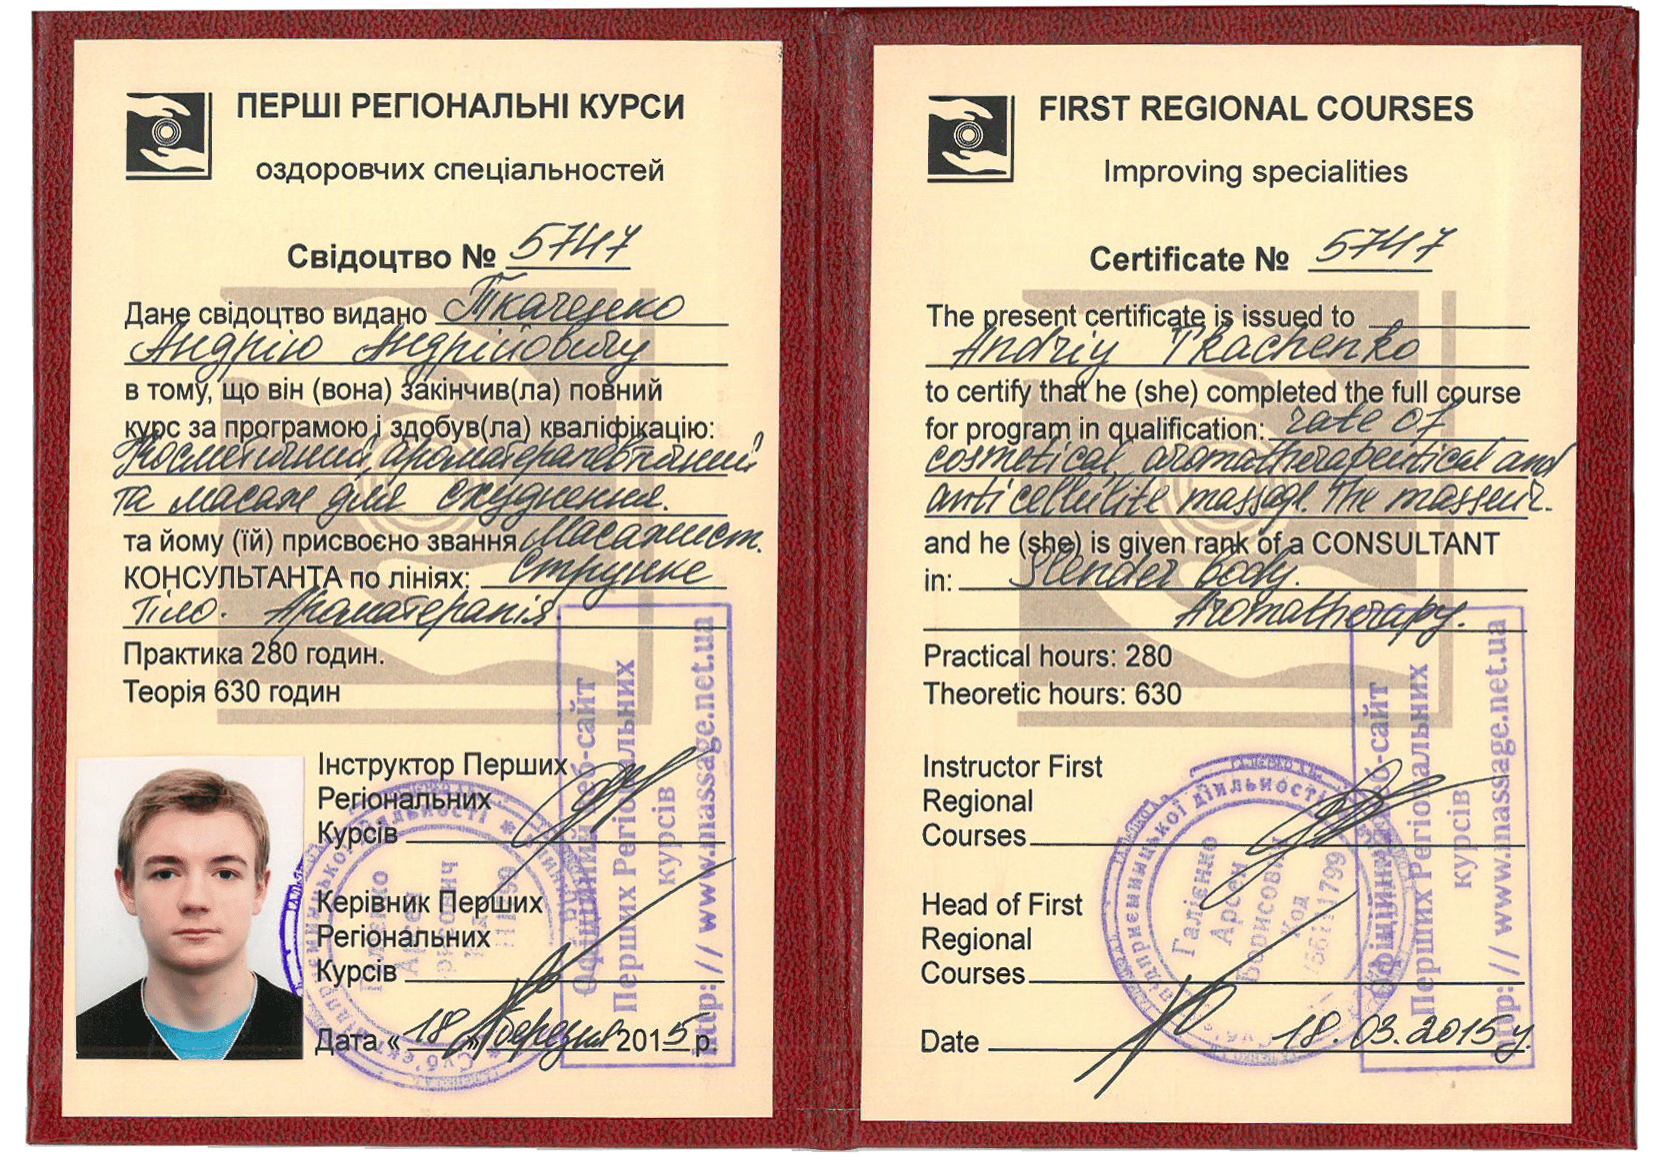 ПЕРШІ РЕГІОНАЛЬНІ КУРСИ
оздоровчих спеціальностей
Свідоцтво № 5747
Дане свідоцтво видано Ткаченко
Андрію Андрійовичу
в тому, що він (вона) закінчив(ла) повний
курс за програмою і здобув(ла) кваліфікацію:
Косметичний, ароматерапевтичний
та масаж для схуднення.
та йому (їй) присвоєно звання Масажист.
КОНСУЛЬТАНТА по лініях: Струнке
Тіло. Ароматерапія
Практика 280 годин.
Теорія 630 годин
Інструктор Перших
Регіональних
Курсів
Керівник Перших
Регіональних
Курсів
Дата « 18 » березня 2015 р.
Офіційний веб-сайт
Перших Регіональних
курсів
http:// www.massage.net.ua
FIRST REGIONAL COURSES
Improving specialities
Certificate № 5747
The present certificate is issued to
Andriy Tkachenko
to certify that he (she) completed the full course
for program in qualification: rate of
cosmetical, aromatherapeutical and
anticellulite massage. The masseur.
and he (she) is given rank of a CONSULTANT
in: Slender body.
Aromatherapy.
Practical hours: 280
Theoretic hours: 630
Instructor First
Regional
Courses
Head of First
Regional
Courses
Date 18.03.2015 у.
Галієнко
Арсен
Борисович
Код
Офіційний веб-сайт
Перших Регіональних
курсів
http:// www.massage.net.ua